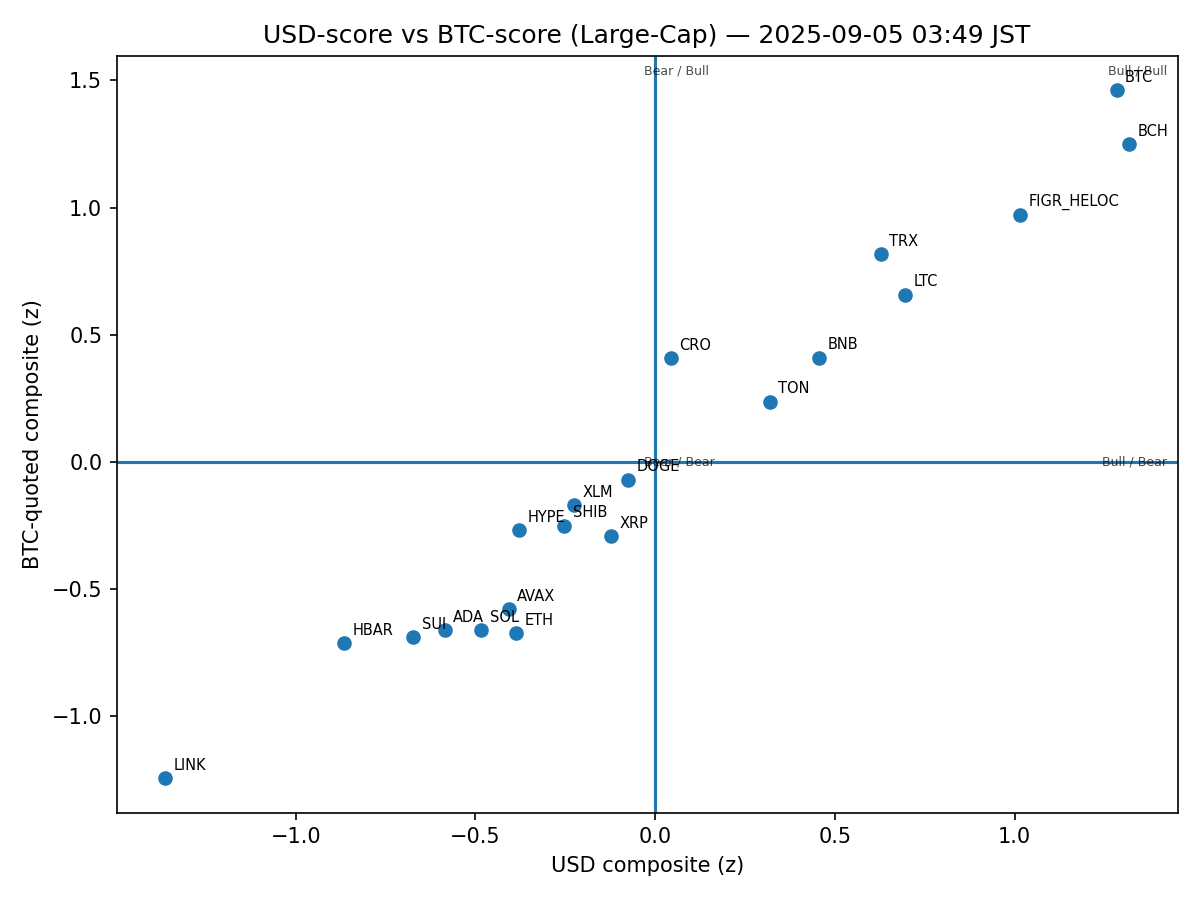 USD-score vs BTC-score (Large-Cap) — 2025-09-05 03:49 JST
Bear / Bull
Bull / Bull
BTC
BCH
FIGR_HELOC
TRX
LTC
CRO
BNB
TON
DOGE
Bear / Bear
Bull / Bear
XLM
SHIB
HYPE
XRP
AVAX
SOL
ADA
ETH
SUI
HBAR
LINK
1.5
1.0
0.5
0.0
−0.5
−1.0
BTC-quoted composite (z)
−1.0
−0.5
0.0
0.5
1.0
USD composite (z)